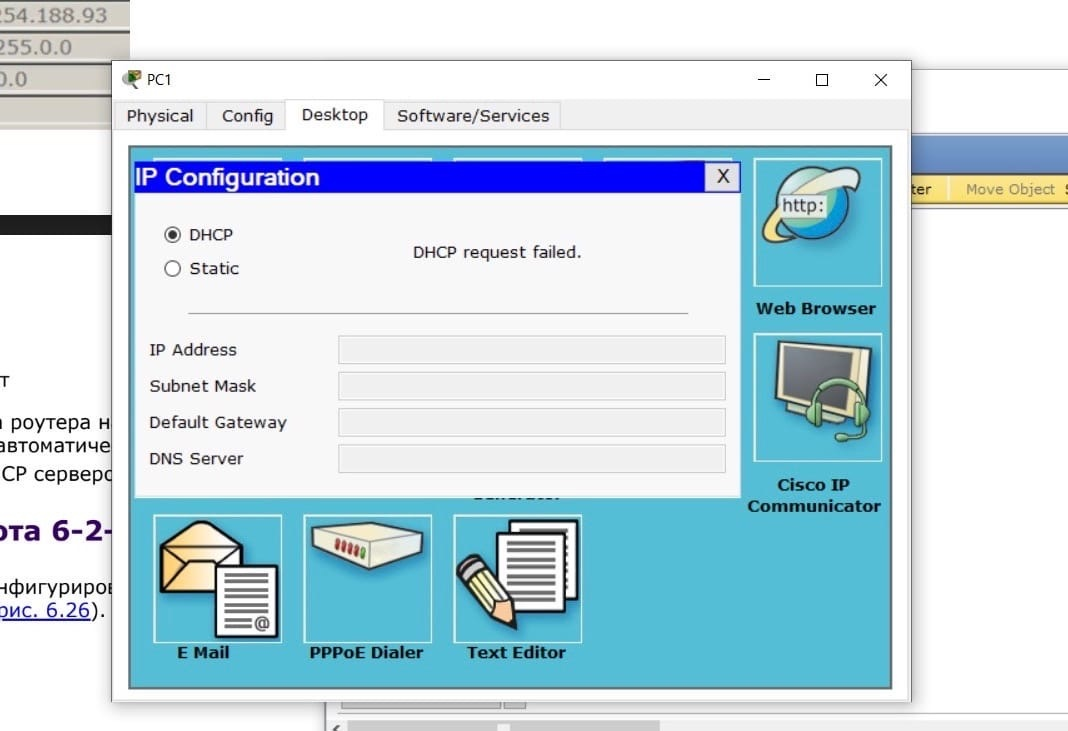 254.188.93
255.0.0
0.0
PC1
Physical
Config
Desktop
Software/Services
IP Configuration
X
DHCP
Static
DHCP request failed.
IP Address
Subnet Mask
Default Gateway
DNS Server
http:
Web Browser
Cisco IP
Communicator
@
E Mail
PPPoE Dialer
Text Editor
ter
Move Object
т
роутера н
автоматиче
СР серверо
ота 6-2-
нфигуриров
рис. 6.26).